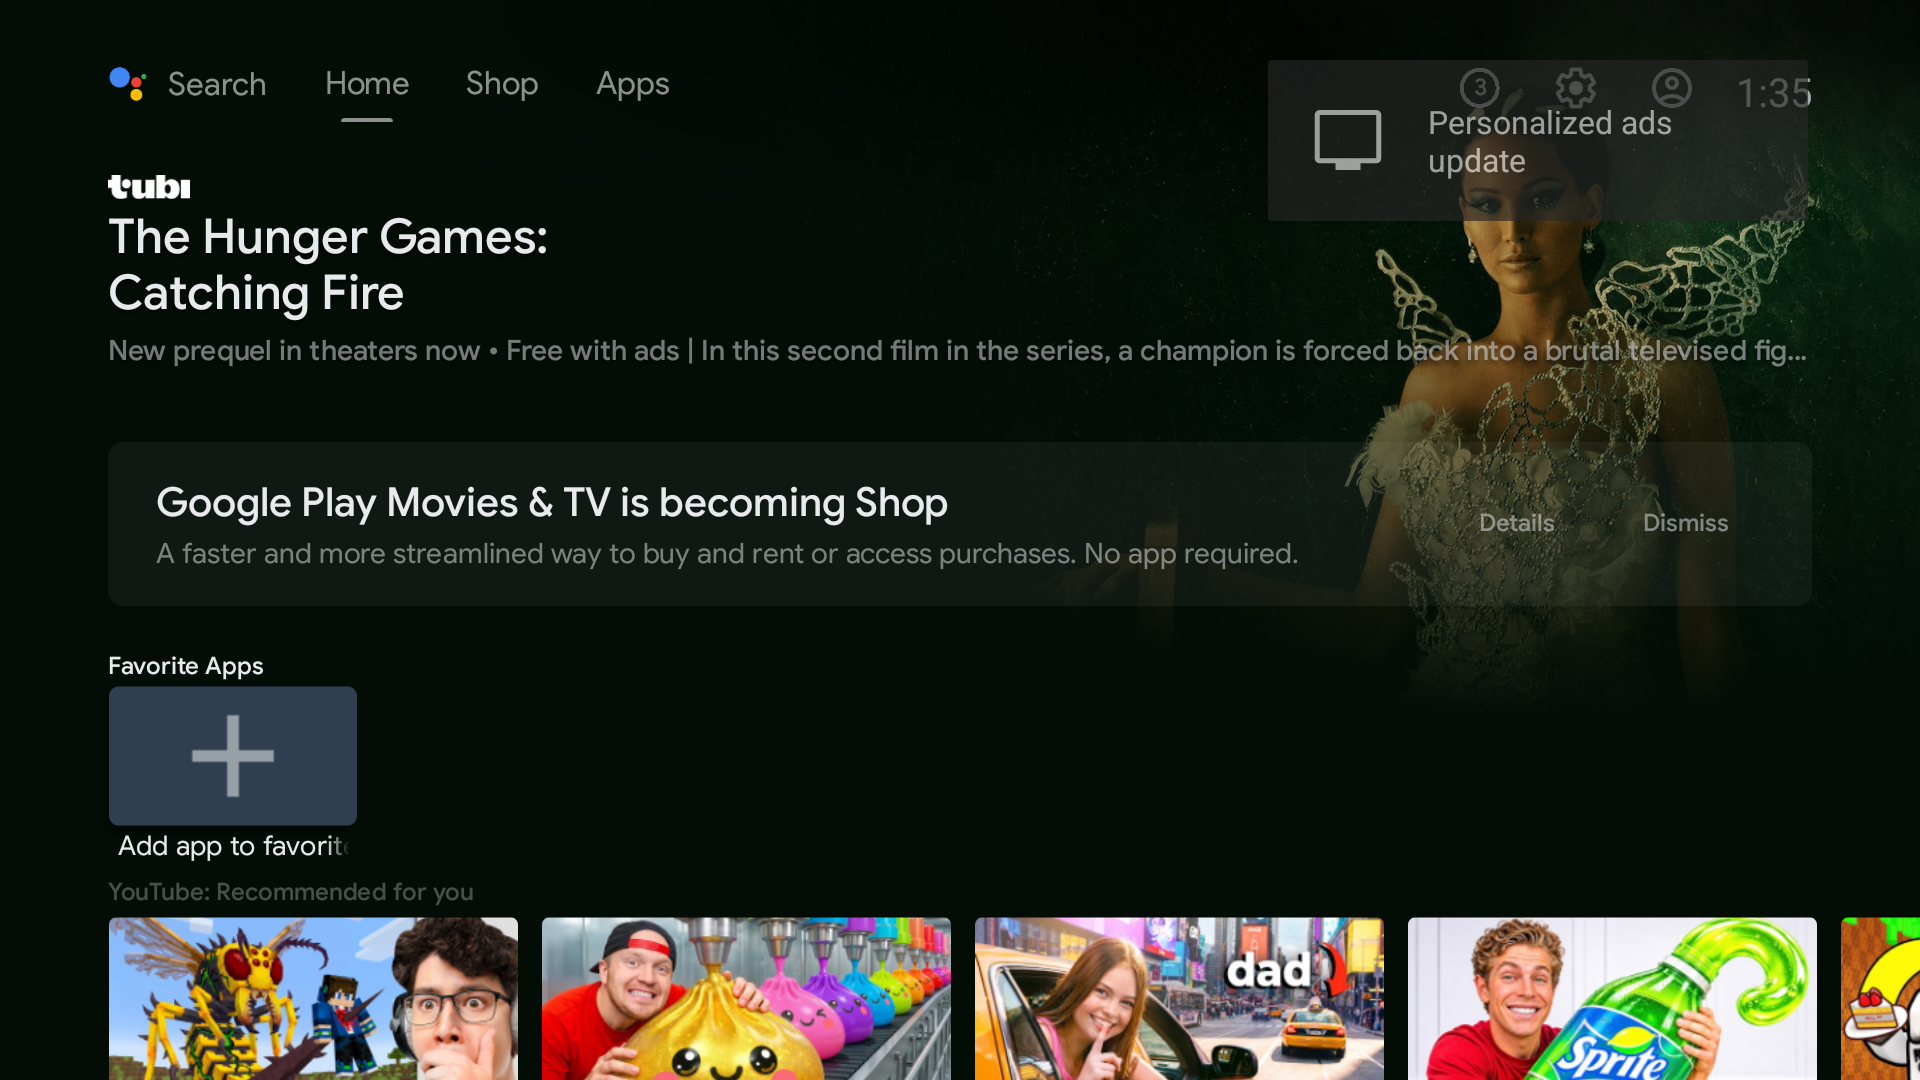 Search
Home
Shop
Apps
3
1:35
Personalized ads
update
tubi
The Hunger Games:
Catching Fire
New prequel in theaters now • Free with ads | In this second film in the series, a champion is forced back into a brutal televised fig...
Google Play Movies & TV is becoming Shop
A faster and more streamlined way to buy and rent or access purchases. No app required.
Details
Dismiss
Favorite Apps
Add app to favorite
YouTube: Recommended for you
dad
Sprite